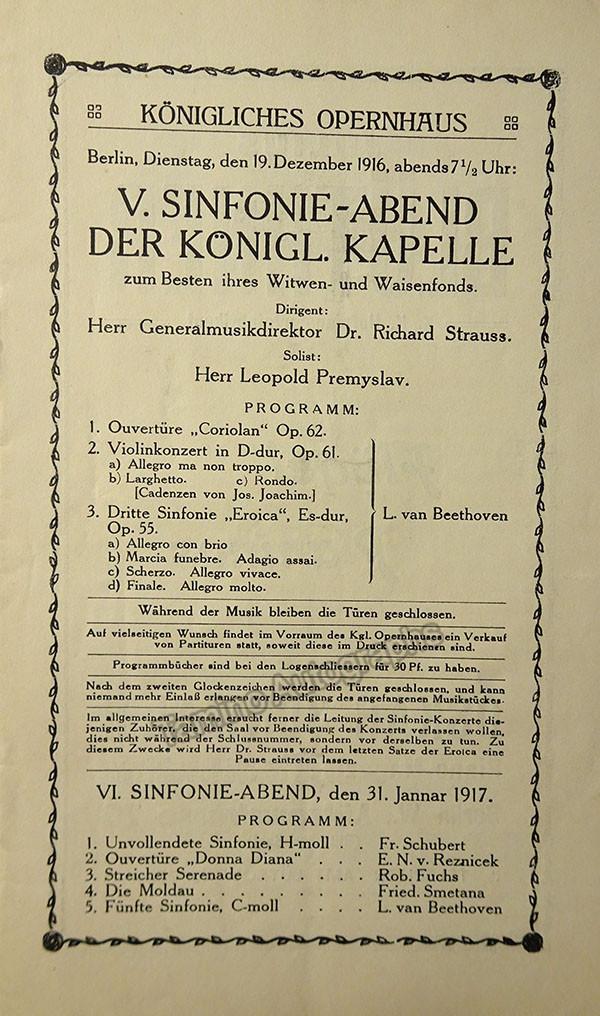 KÖNIGLICHES OPERNHAUS
Berlin, Dienstag, den 19. Dezember 1916, abends 7 1/2 Uhr:
V. SINFONIE-ABEND
DER KÖNIGL. KAPELLE
zum Besten ihres Witwen- und Waisenfonds.
Dirigent:
Herr Generalmusikdirektor Dr. Richard Strauss.
Solist:
Herr Leopold Premyslav.
PROGRAMM:
1. Ouvertüre „Coriolan“ Op. 62.
2. Violinkonzert in D-dur, Op. 61.
a) Allegro ma non troppo.
b) Larghetto. c) Rondo.
[Cadenzen von Jos. Joachim.]
3. Dritte Sinfonie „Eroica“, Es-dur,
Op. 55.
a) Allegro con brio
b) Marcia funebre. Adagio assai.
c) Scherzo. Allegro vivace.
d) Finale. Allegro molto.
L. van Beethoven
Während der Musik bleiben die Türen geschlossen.
Auf vielseitigen Wunsch findet im Vorraum des Kgl. Opernhauses ein Verkauf
von Partituren statt, soweit diese im Druck erschienen sind.
Programmbücher sind bei den Logenschliessern für 30 Pf. zu haben.
Nach dem zweiten Glockenzeichen werden die Türen geschlossen, und kann
niemand mehr Einlaß erlangen vor Beendigung des angefangenen Musikstückes.
Im allgemeinen Interesse ersucht ferner die Leitung der Sinfonie-Konzerte die-
jenigen Zuhörer, die den Saal vor Beendigung des Konzerts verlassen wollen,
dies nicht während der Schlussnummer, sondern vor derselben zu tun. Zu
diesem Zwecke wird Herr Dr. Strauss vor dem letzten Satze der Eroica eine
Pause eintreten lassen.
VI. SINFONIE-ABEND, den 31. Jannar 1917.
PROGRAMM:
1. Unvollendete Sinfonie, H-moll . . Fr. Schubert
2. Ouvertüre „Donna Diana“ . . . E. N. v. Reznicek
3. Streicher Serenade . . . . . . Rob. Fuchs
4. Die Moldau . . . . . . . . . Fried. Smetana
5. Fünfte Sinfonie, C-moll . . . . L. van Beethoven